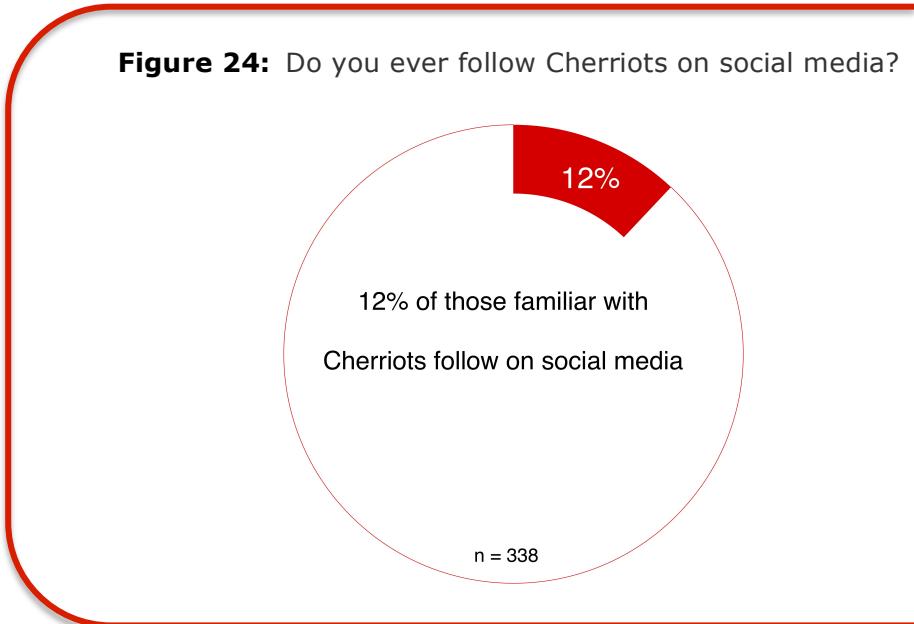 Figure 24: Do you ever follow Cherriots on social media?
12%
12% of those familiar with
Cherriots follow on social media
n = 338